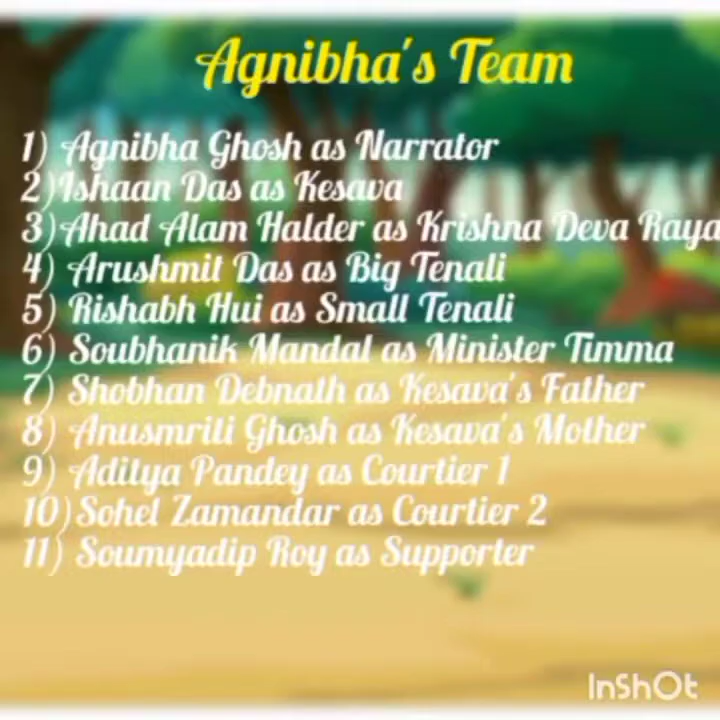 Agnibha's Team
1) Agnibha Ghosh as Narrator
2)Ishaan Das as Kesava
3)Ahad Alam Halder as Krishna Deva Raya
4) Arushmit Das as Big Tenali
5) Rishabh Hui as Small Tenali
6) Soubhanik Mandal as Minister Timma
7) Shobhan Debnath as Kesava's Father
8) Anusmriti Ghosh as Kesava's Mother
9) Aditya Pandey as Courtier 1
10)Sohel Zamandar as Courtier 2
11) Soumyadip Roy as Supporter
InShOt